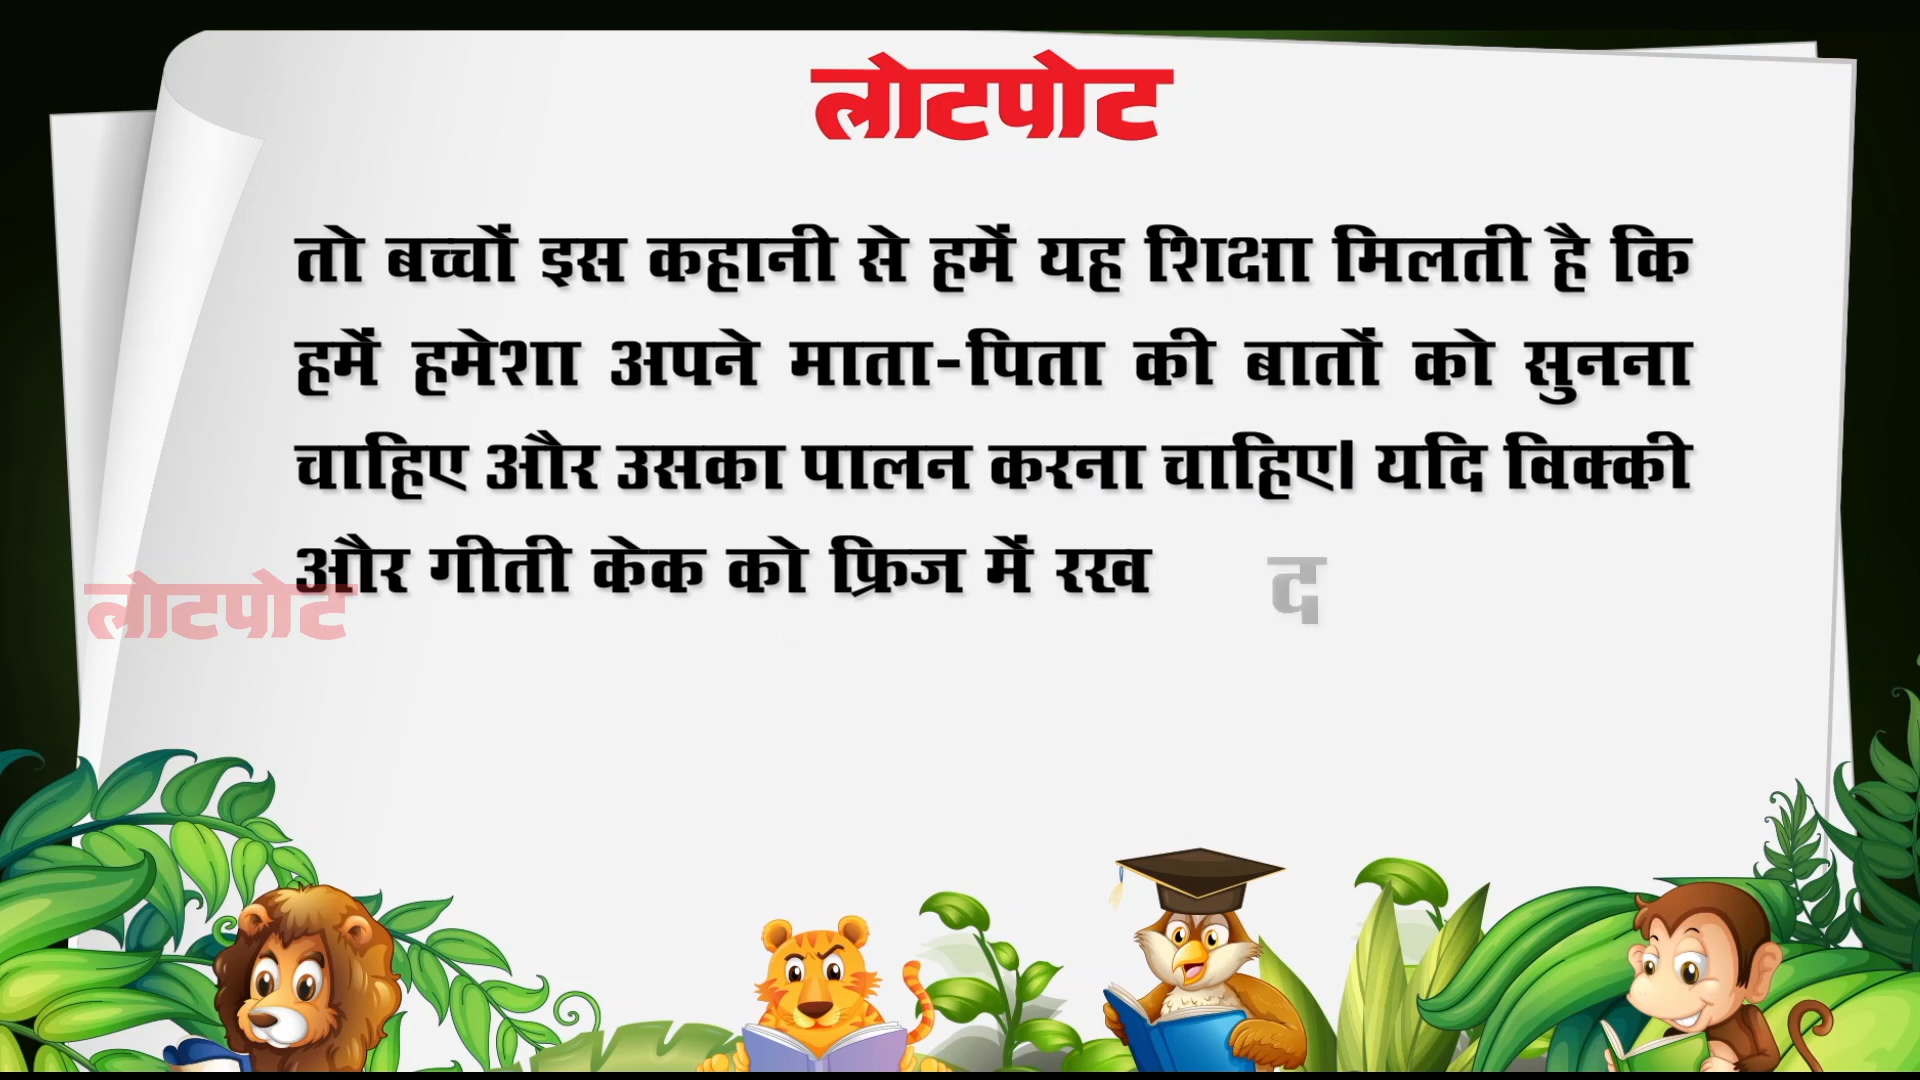 लोटपोट
तो बच्चों इस कहानी से हमें यह शिक्षा मिलती है कि
हमें हमेशा अपने माता-पिता की बातों को सुनना
चाहिए और उसका पालन करना चाहिए। यदि विक्की
और गीती केक को फ्रिज में रख द
लोटपोट